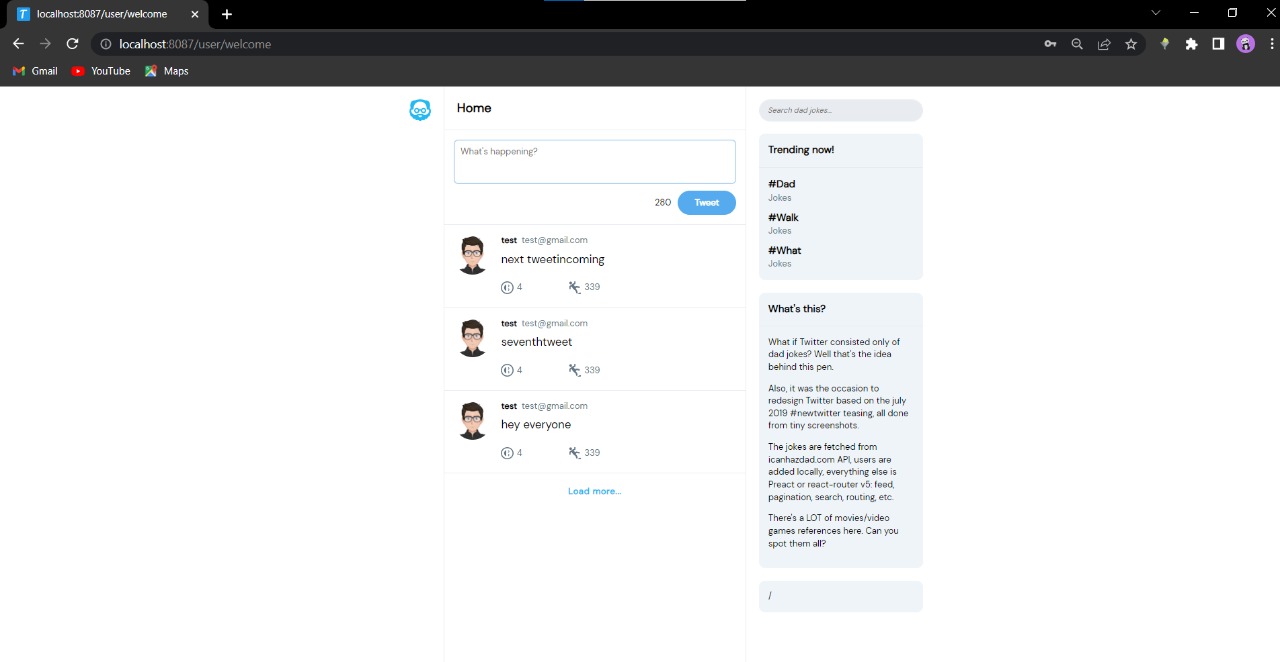 localhost:8087/user/welcome
localhost:8087/user/welcome
Gmail YouTube Maps
Home
What's happening?
280 Tweet
test test@gmail.com
next tweetincoming
4 339
test test@gmail.com
seventhtweet
4 339
test test@gmail.com
hey everyone
4 339
Load more...
Search dad jokes...
Trending now!
#Dad
Jokes
#Walk
Jokes
#What
Jokes
What's this?
What if Twitter consisted only of
dad jokes? Well that's the idea
behind this pen.
Also, it was the occasion to
redesign Twitter based on the july
2019 #newtwitter teasing, all done
from tiny screenshots.
The jokes are fetched from
icanhazdad.com API, users are
added locally, everything else is
Preact or react-router v5: feed,
pagination, search, routing, etc.
There's a LOT of movies/video
games references here. Can you
spot them all?
/